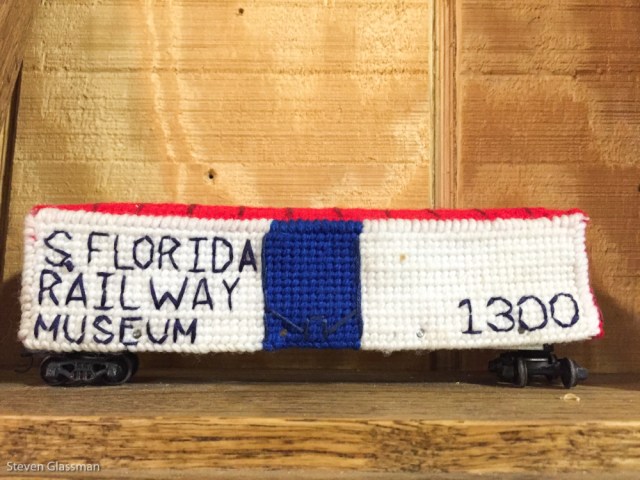 S. FLORIDA
RAILWAY
MUSEUM
1300
Steven Glassman